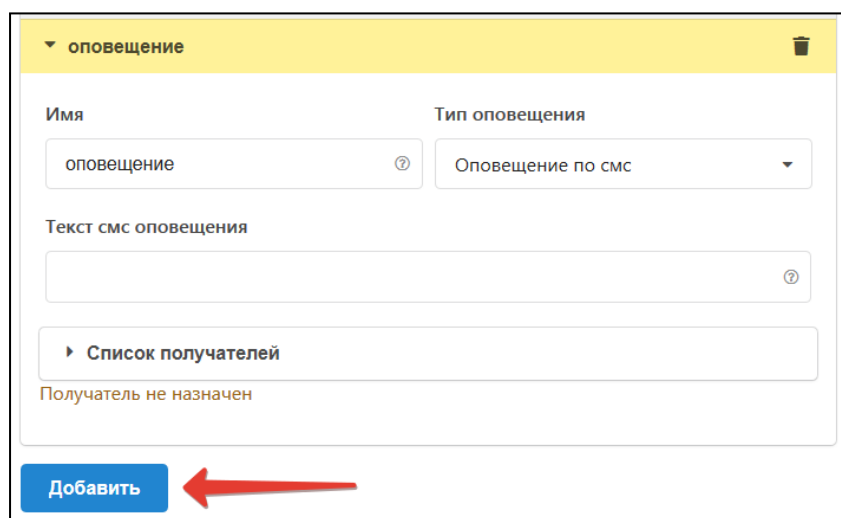 оповещение
Имя
Тип оповещения
оповещение
Оповещение по смс
Текст смс оповещения
Список получателей
Получатель не назначен
Добавить